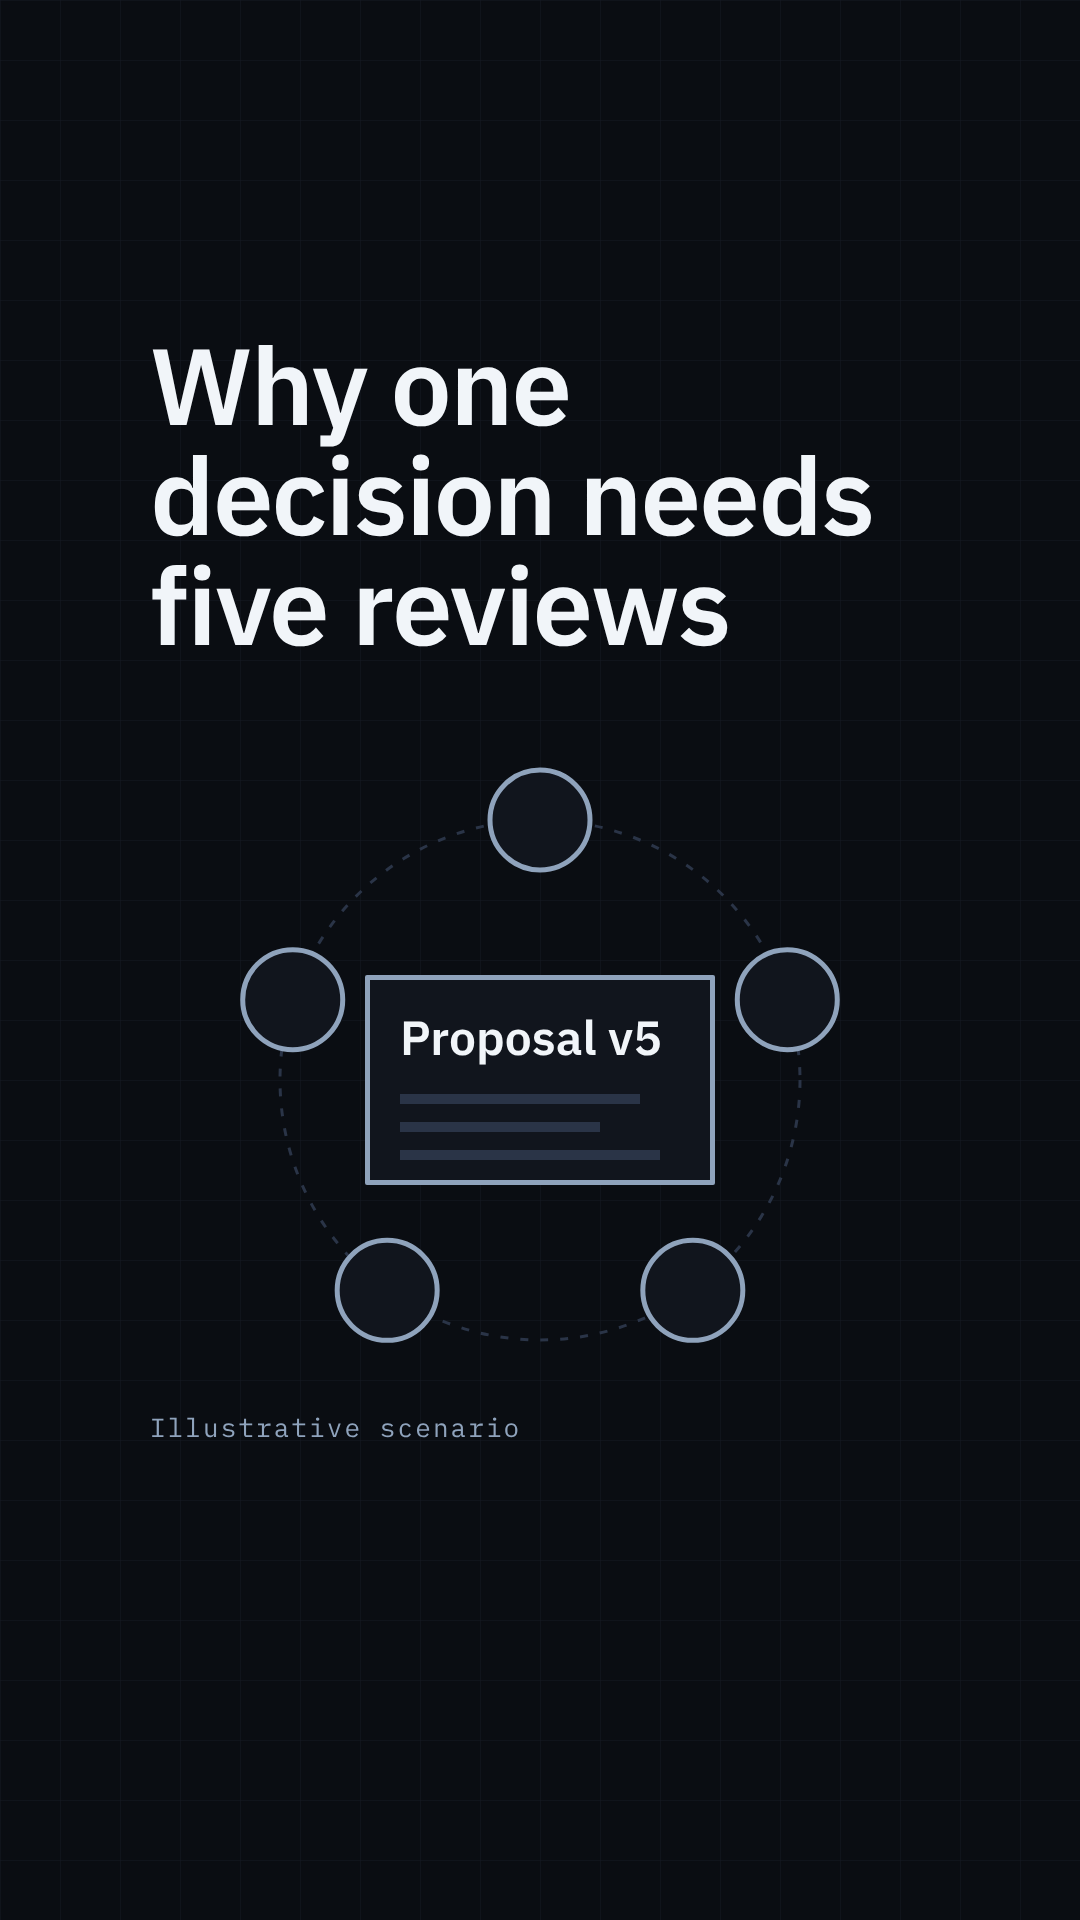 Why one
decision needs
five reviews
Proposal v5
Illustrative scenario